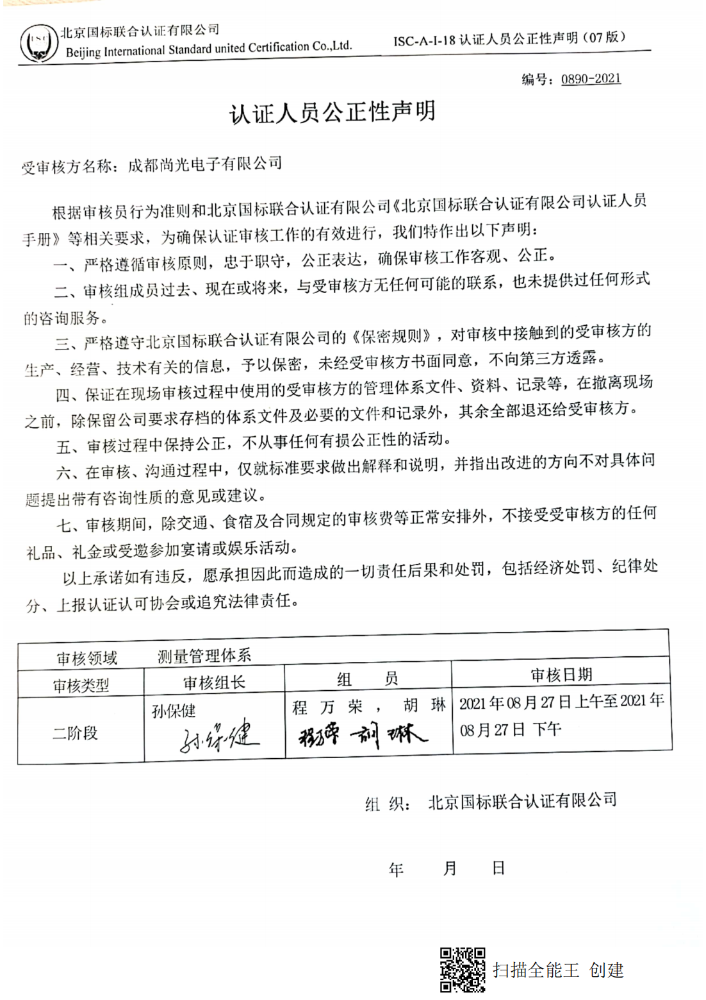 北京国标联合认证有限公司
Beijing International Standard united Certification Co.,Ltd.
ISC-A-I-18 认证人员公正性声明（07版）
编号：0890-2021
认证人员公正性声明
受审核方名称：成都尚光电子有限公司
根据审核员行为准则和北京国标联合认证有限公司《北京国标联合认证有限公司认证人员
手册》等相关要求，为确保认证审核工作的有效进行，我们特作出以下声明：
一、严格遵循审核原则，忠于职守，公正表达，确保审核工作客观、公正。
二、审核组成员过去、现在或将来，与受审核方无任何可能的联系，也未提供过任何形式
的咨询服务。
三、严格遵守北京国标联合认证有限公司的《保密规则》，对审核中接触到的受审核方的
生产、经营、技术有关的信息，予以保密，未经受审核方书面同意，不向第三方透露。
四、保证在现场审核过程中使用的受审核方的管理体系文件、资料、记录等，在撤离现场
之前，除保留公司要求存档的体系文件及必要的文件和记录外，其余全部退还给受审核方。
五、审核过程中保持公正，不从事任何有损公正性的活动。
六、在审核、沟通过程中，仅就标准要求做出解释和说明，并指出改进的方向不对具体问
题提出带有咨询性质的意见或建议。
七、审核期间，除交通、食宿及合同规定的审核费等正常安排外，不接受受审核方的任何
礼品、礼金或受邀参加宴请或娱乐活动。
以上承诺如有违反，愿承担因此而造成的一切责任后果和处罚，包括经济处罚、纪律处
分、上报认证认可协会或追究法律责任。
审核领域 测量管理体系
审核类型 审核组长 组 员 审核日期
孙保健 程万荣，胡琳 2021年08月27日上午至2021年
二阶段 孙保健 程万荣 胡琳 08月27日 下午
组 织： 北京国标联合认证有限公司
年 月 日
扫描全能王 创建